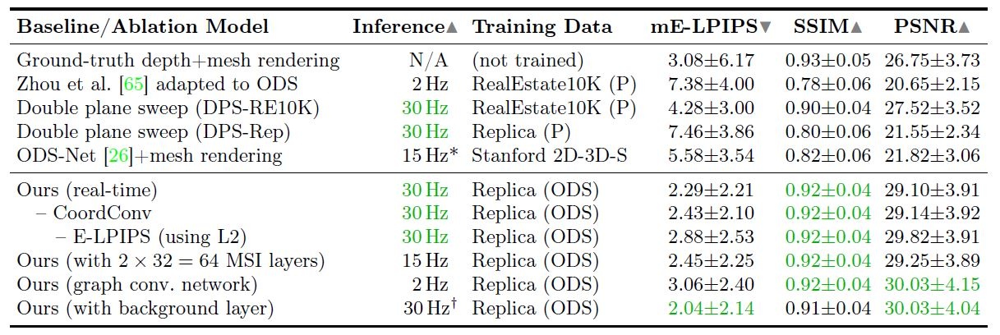 Baseline/Ablation Model Inference▲ Training Data mE-LPIPS▼ SSIM▲ PSNR▲
Ground-truth depth+mesh rendering N/A (not trained) 3.08±6.17 0.93±0.05 26.75±3.73
Zhou et al. [65] adapted to ODS 2 Hz RealEstate10K (P) 7.38±4.00 0.78±0.06 20.65±2.15
Double plane sweep (DPS-RE10K) 30 Hz RealEstate10K (P) 4.28±3.00 0.90±0.04 27.52±3.52
Double plane sweep (DPS-Rep) 30 Hz Replica (P) 7.46±3.86 0.80±0.06 21.55±2.34
ODS-Net [26]+mesh rendering 15 Hz* Stanford 2D-3D-S 5.58±3.54 0.82±0.06 21.82±3.06
Ours (real-time) 30 Hz Replica (ODS) 2.29±2.21 0.92±0.04 29.10±3.91
– CoordConv 30 Hz Replica (ODS) 2.43±2.10 0.92±0.04 29.14±3.92
– E-LPIPS (using L2) 30 Hz Replica (ODS) 2.88±2.53 0.92±0.04 29.82±3.91
Ours (with 2 × 32 = 64 MSI layers) 15 Hz Replica (ODS) 2.45±2.25 0.92±0.04 29.25±3.89
Ours (graph conv. network) 2 Hz Replica (ODS) 3.06±2.40 0.92±0.04 30.03±4.15
Ours (with background layer) 30 Hz† Replica (ODS) 2.04±2.14 0.91±0.04 30.03±4.04